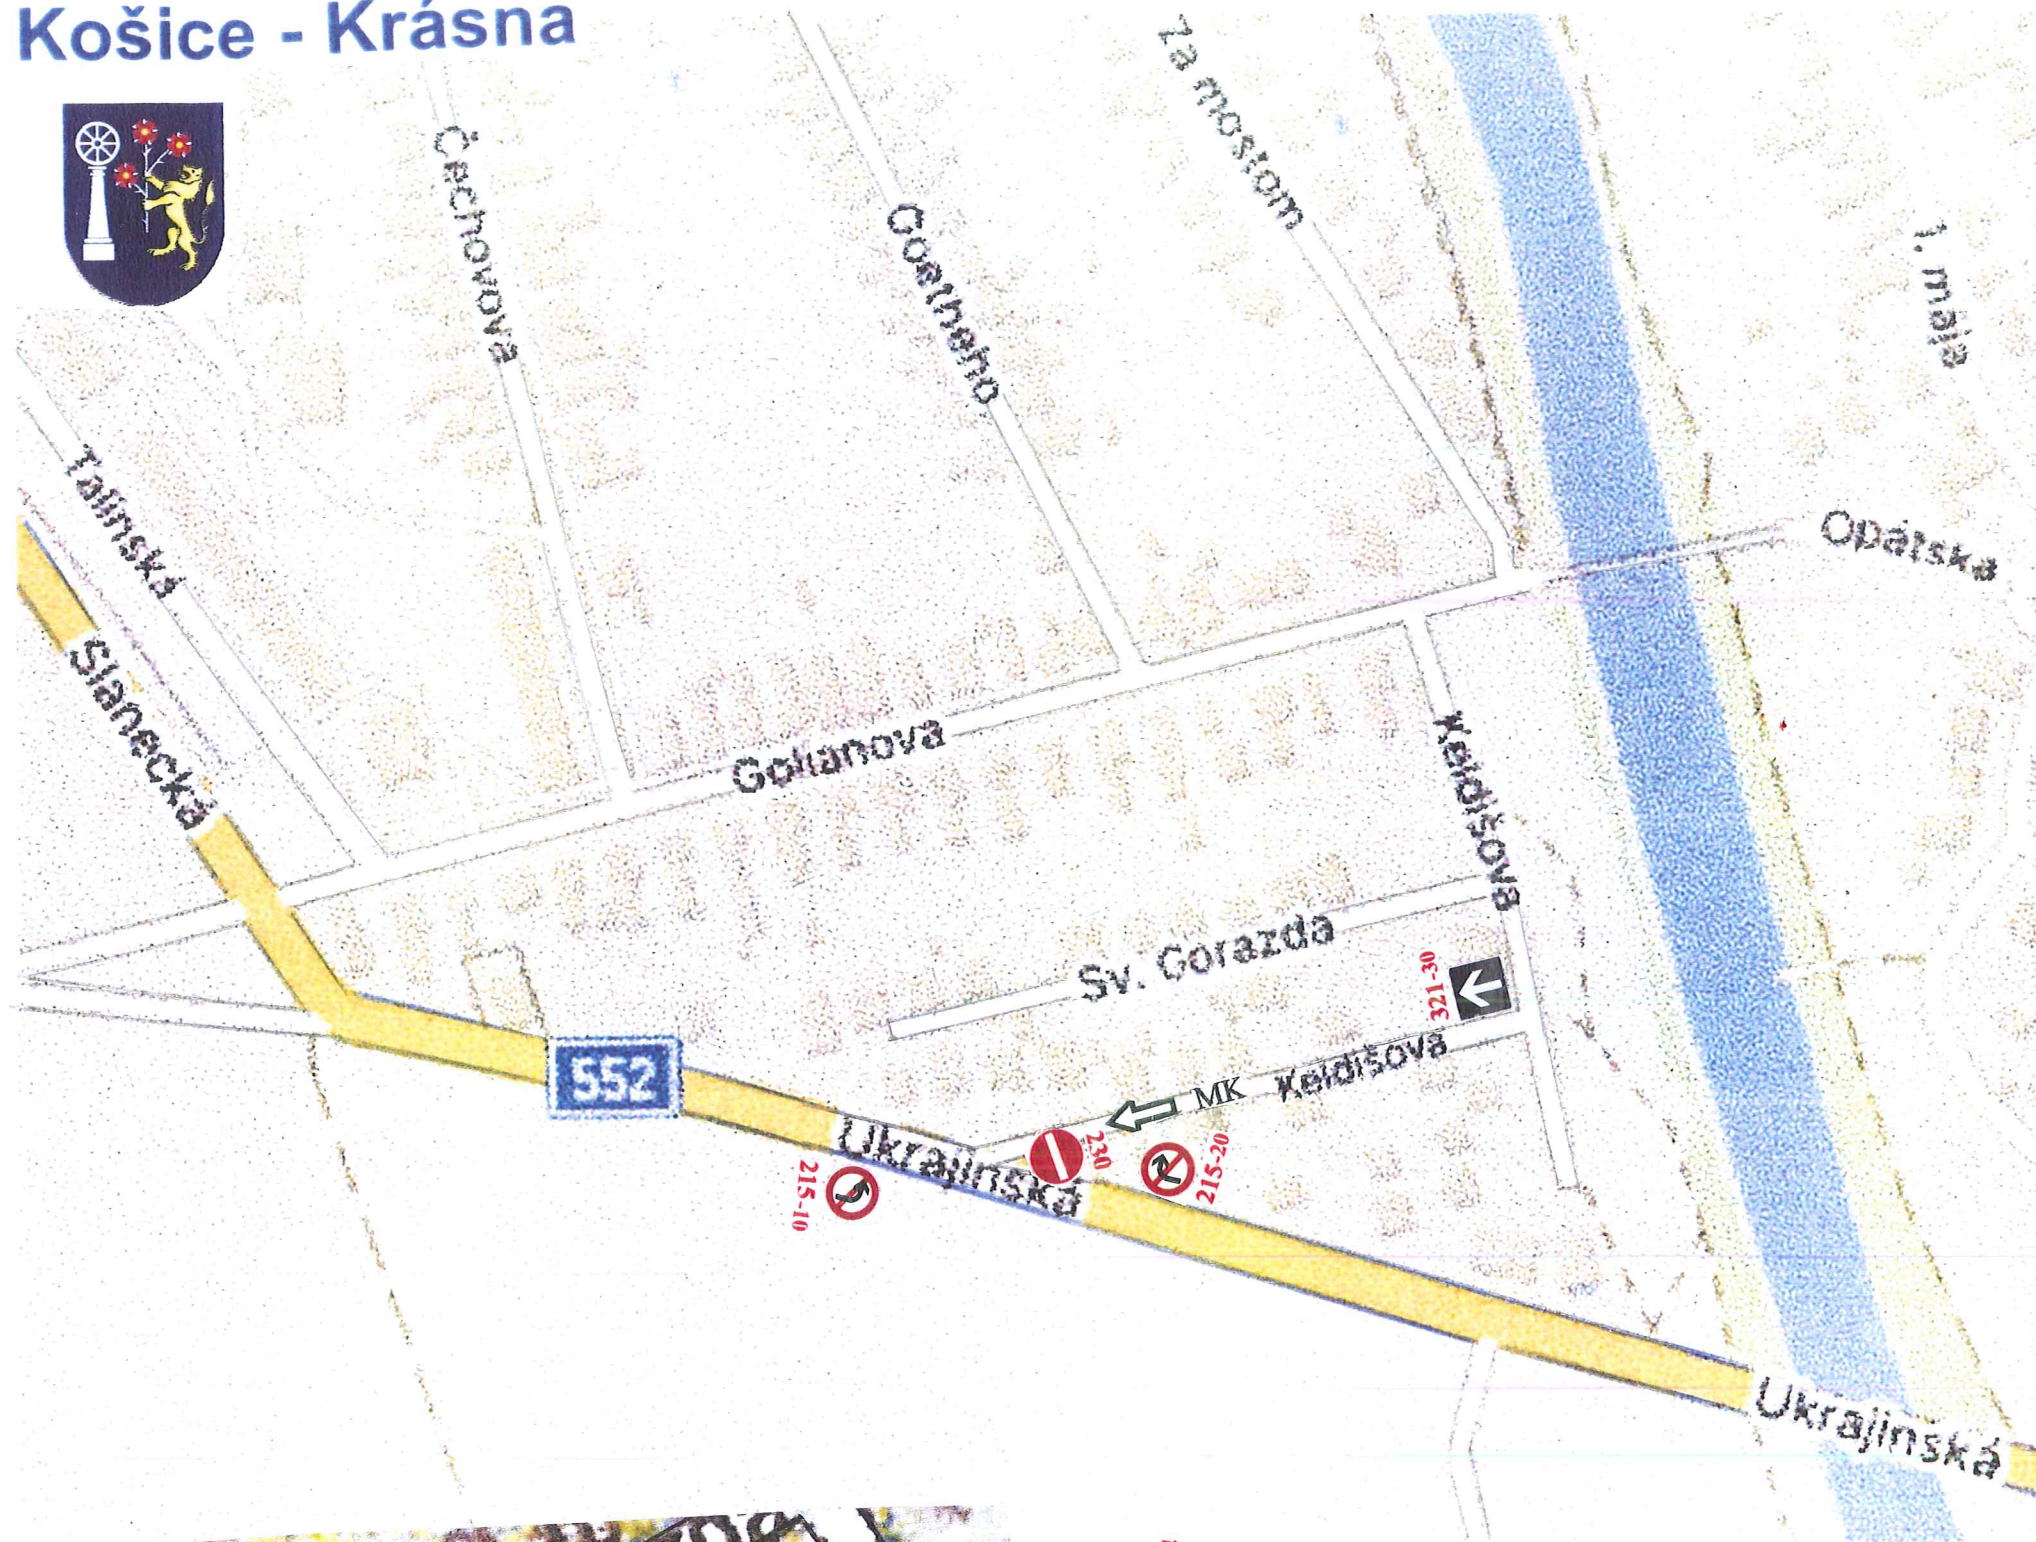 Košice - Krásna
Za mostom
Čechovova
Goetheho
1. mája
Talinská
Opátska
Slanecká
Golianova
Keldišova
Sv. Gorazda
321-30
552
Keldišova
MK
Ukrajinská
230
215-20
215-10
Ukrajinská